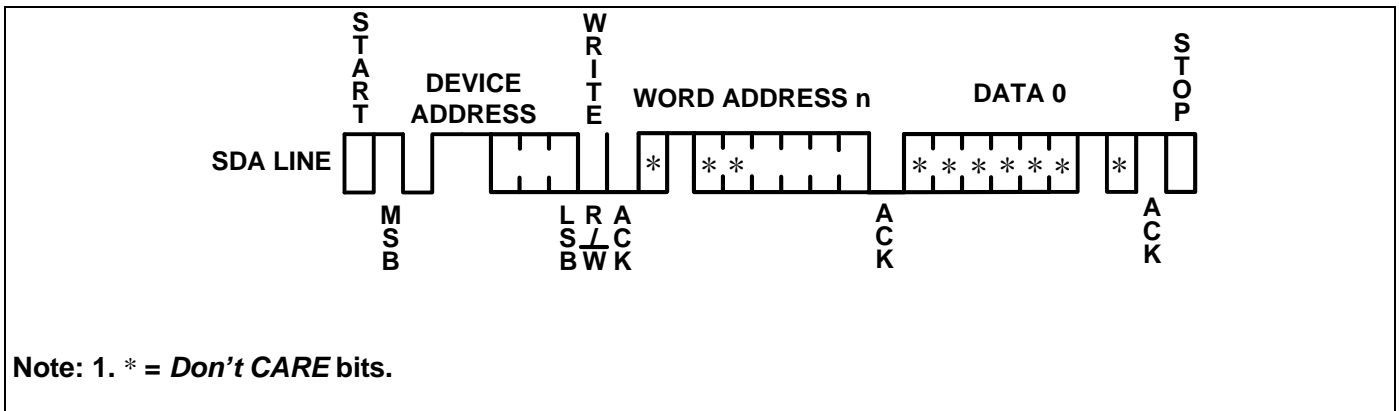 START
WRITE
STOP
DEVICE
ADDRESS
WORD ADDRESS n
DATA 0
SDA LINE
* ** ****** *
MSB
LSB
R/W
ACK
ACK
ACK
Note: 1. * = Don't CARE bits.